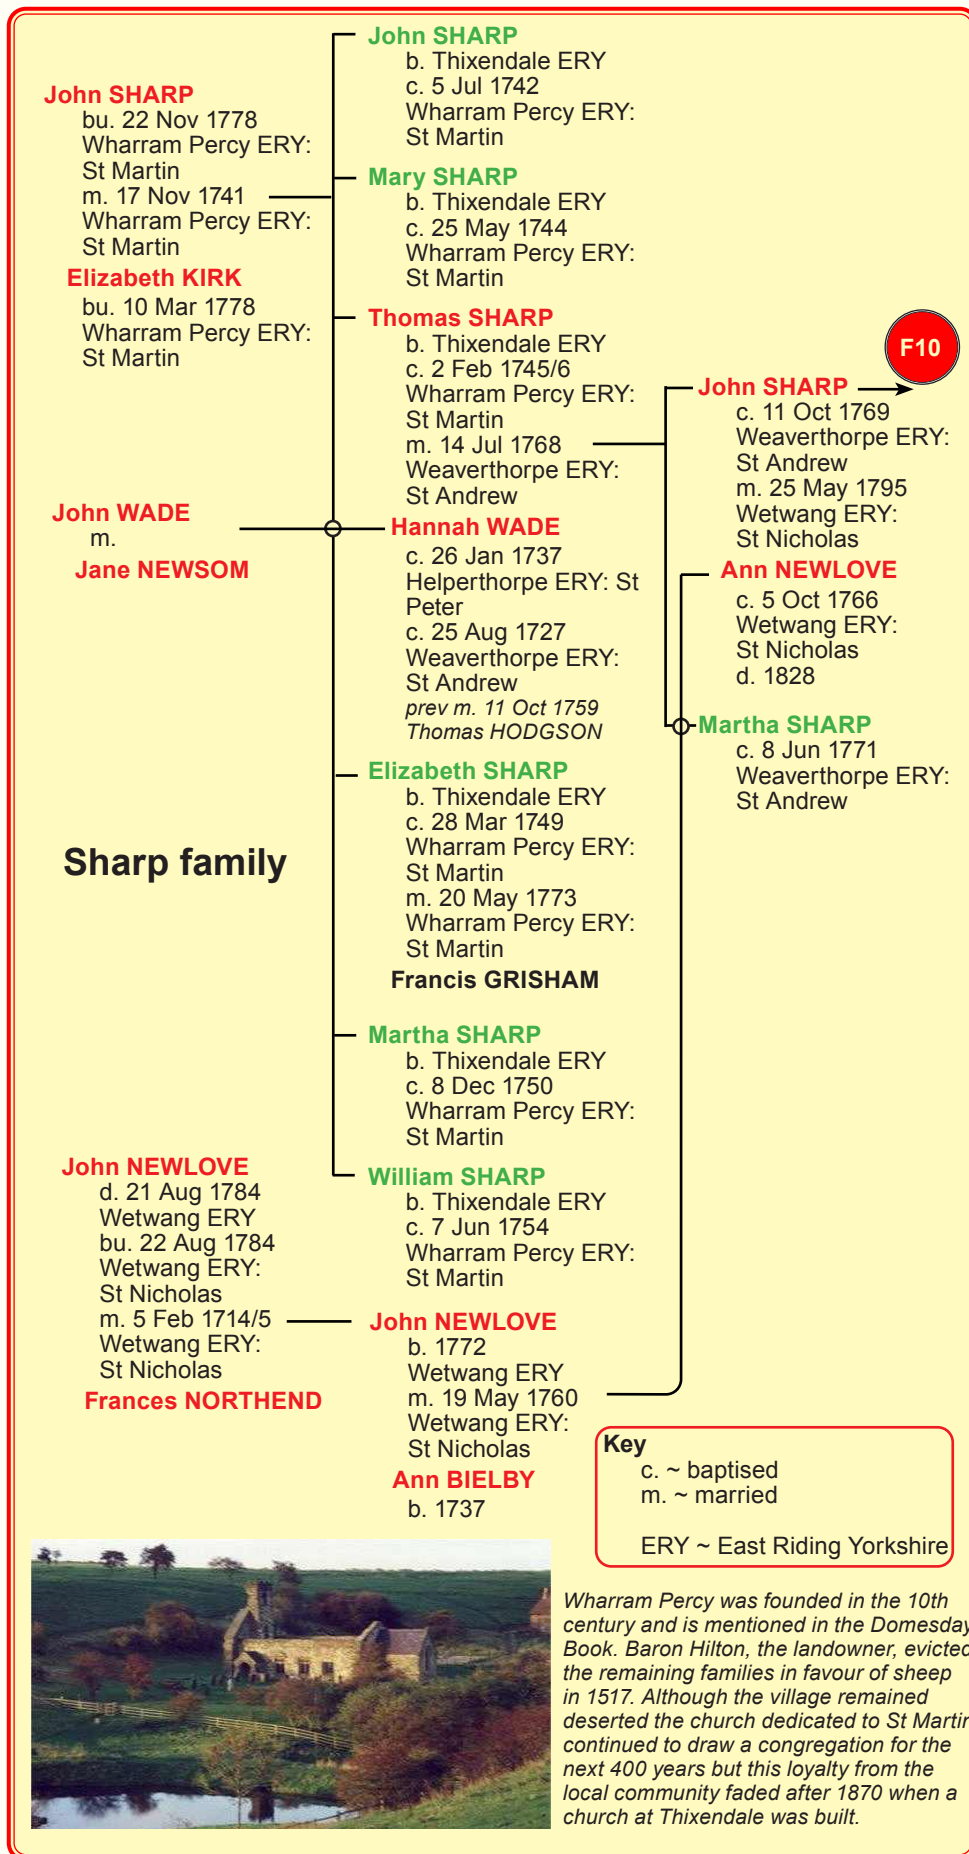 John SHARP
bu. 22 Nov 1778
Wharram Percy ERY:
St Martin
m. 17 Nov 1741
Wharram Percy ERY:
St Martin
Elizabeth KIRK
bu. 10 Mar 1778
Wharram Percy ERY:
St Martin
John WADE
m.
Jane NEWSOM
Sharp family
John NEWLOVE
d. 21 Aug 1784
Wetwang ERY
bu. 22 Aug 1784
Wetwang ERY:
St Nicholas
m. 5 Feb 1714/5
Wetwang ERY:
St Nicholas
Frances NORTHEND
John SHARP
b. Thixendale ERY
c. 5 Jul 1742
Wharram Percy ERY:
St Martin
Mary SHARP
b. Thixendale ERY
c. 25 May 1744
Wharram Percy ERY:
St Martin
Thomas SHARP
b. Thixendale ERY
c. 2 Feb 1745/6
Wharram Percy ERY:
St Martin
m. 14 Jul 1768
Weaverthorpe ERY:
St Andrew
Hannah WADE
c. 26 Jan 1737
Helperthorpe ERY: St
Peter
c. 25 Aug 1727
Weaverthorpe ERY:
St Andrew
prev m. 11 Oct 1759
Thomas HODGSON
Elizabeth SHARP
b. Thixendale ERY
c. 28 Mar 1749
Wharram Percy ERY:
St Martin
m. 20 May 1773
Wharram Percy ERY:
St Martin
Francis GRISHAM
Martha SHARP
b. Thixendale ERY
c. 8 Dec 1750
Wharram Percy ERY:
St Martin
William SHARP
b. Thixendale ERY
c. 7 Jun 1754
Wharram Percy ERY:
St Martin
John NEWLOVE
b. 1772
Wetwang ERY
m. 19 May 1760
Wetwang ERY:
St Nicholas
Ann BIELBY
b. 1737
F10
John SHARP
c. 11 Oct 1769
Weaverthorpe ERY:
St Andrew
m. 25 May 1795
Wetwang ERY:
St Nicholas
Ann NEWLOVE
c. 5 Oct 1766
Wetwang ERY:
St Nicholas
d. 1828
Martha SHARP
c. 8 Jun 1771
Weaverthorpe ERY:
St Andrew
Key
c. ~ baptised
m. ~ married
ERY ~ East Riding Yorkshire
Wharram Percy was founded in the 10th
century and is mentioned in the Domesday
Book. Baron Hilton, the landowner, evicted
the remaining families in favour of sheep
in 1517. Although the village remained
deserted the church dedicated to St Martin
continued to draw a congregation for the
next 400 years but this loyalty from the
local community faded after 1870 when a
church at Thixendale was built.